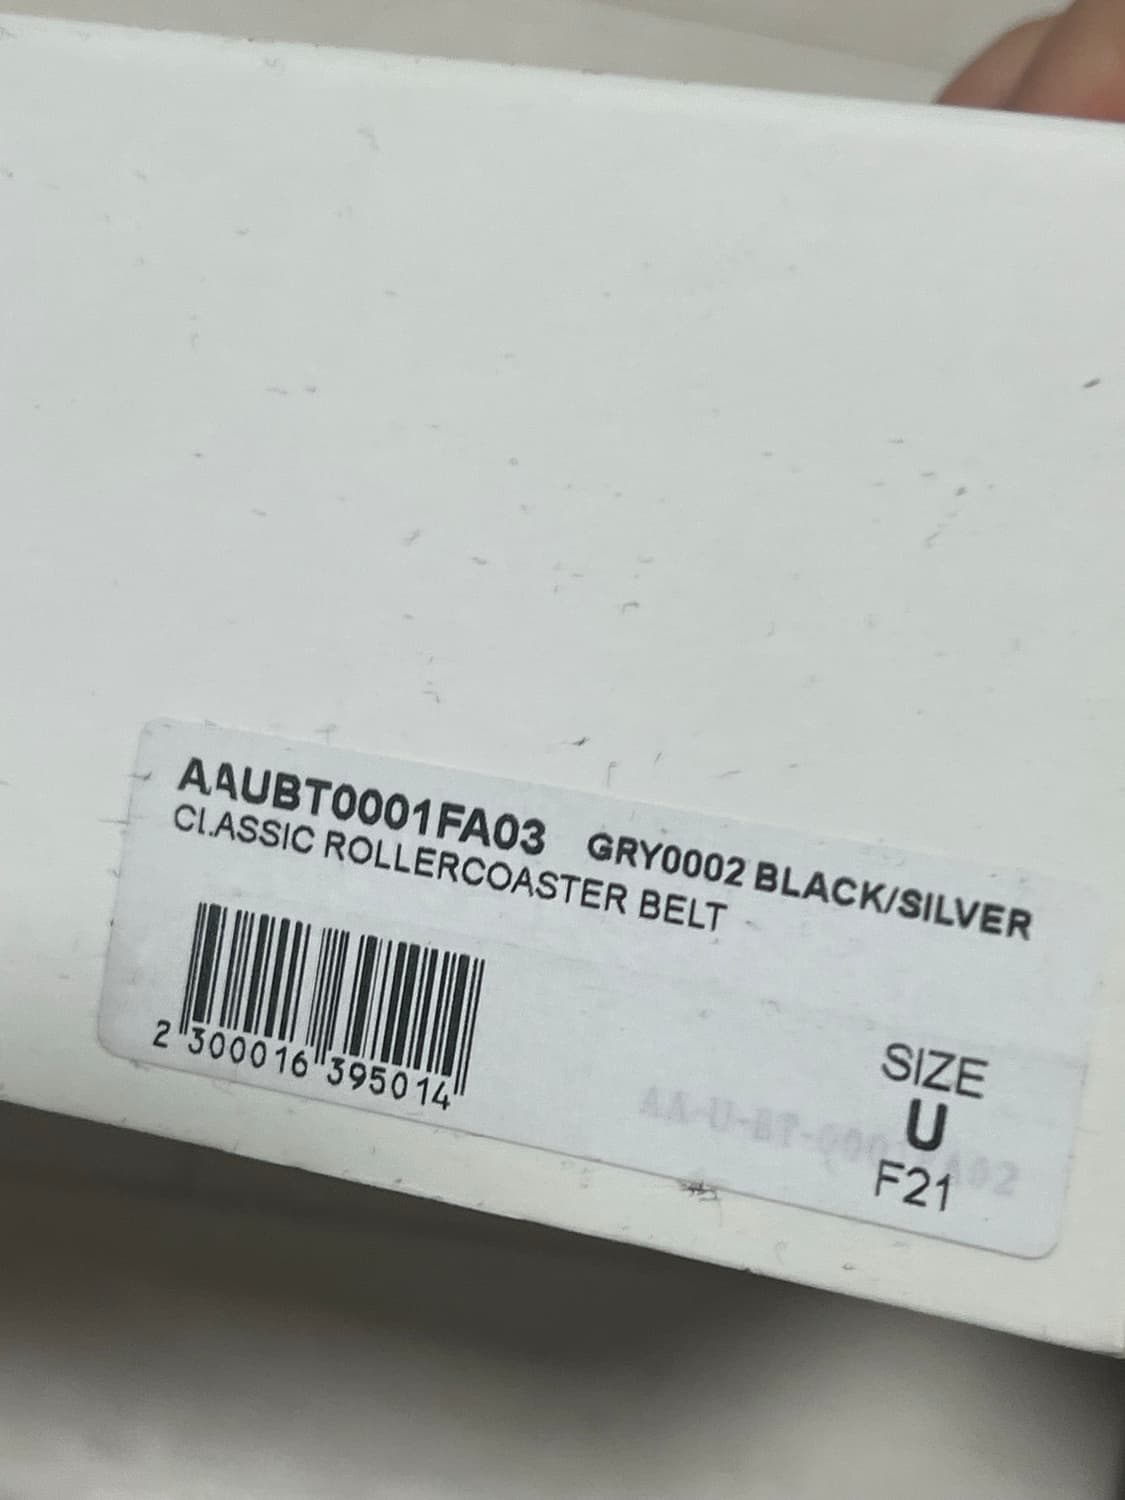 AAUBT0001FA03 GRY0002 BLACK/SILVER
CLASSIC ROLLERCOASTER BELT
2 300016 395014
SIZE
U
F21